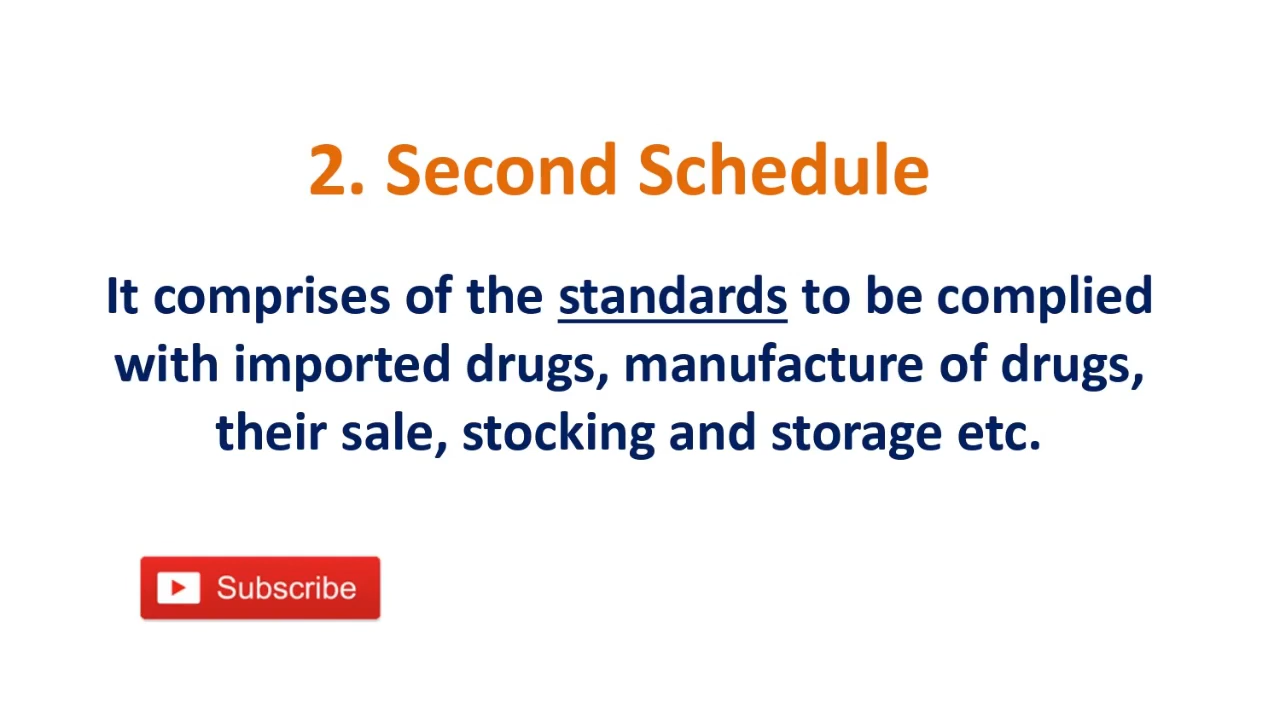 2. Second Schedule
It comprises of the standards to be complied
with imported drugs, manufacture of drugs,
their sale, stocking and storage etc.
Subscribe